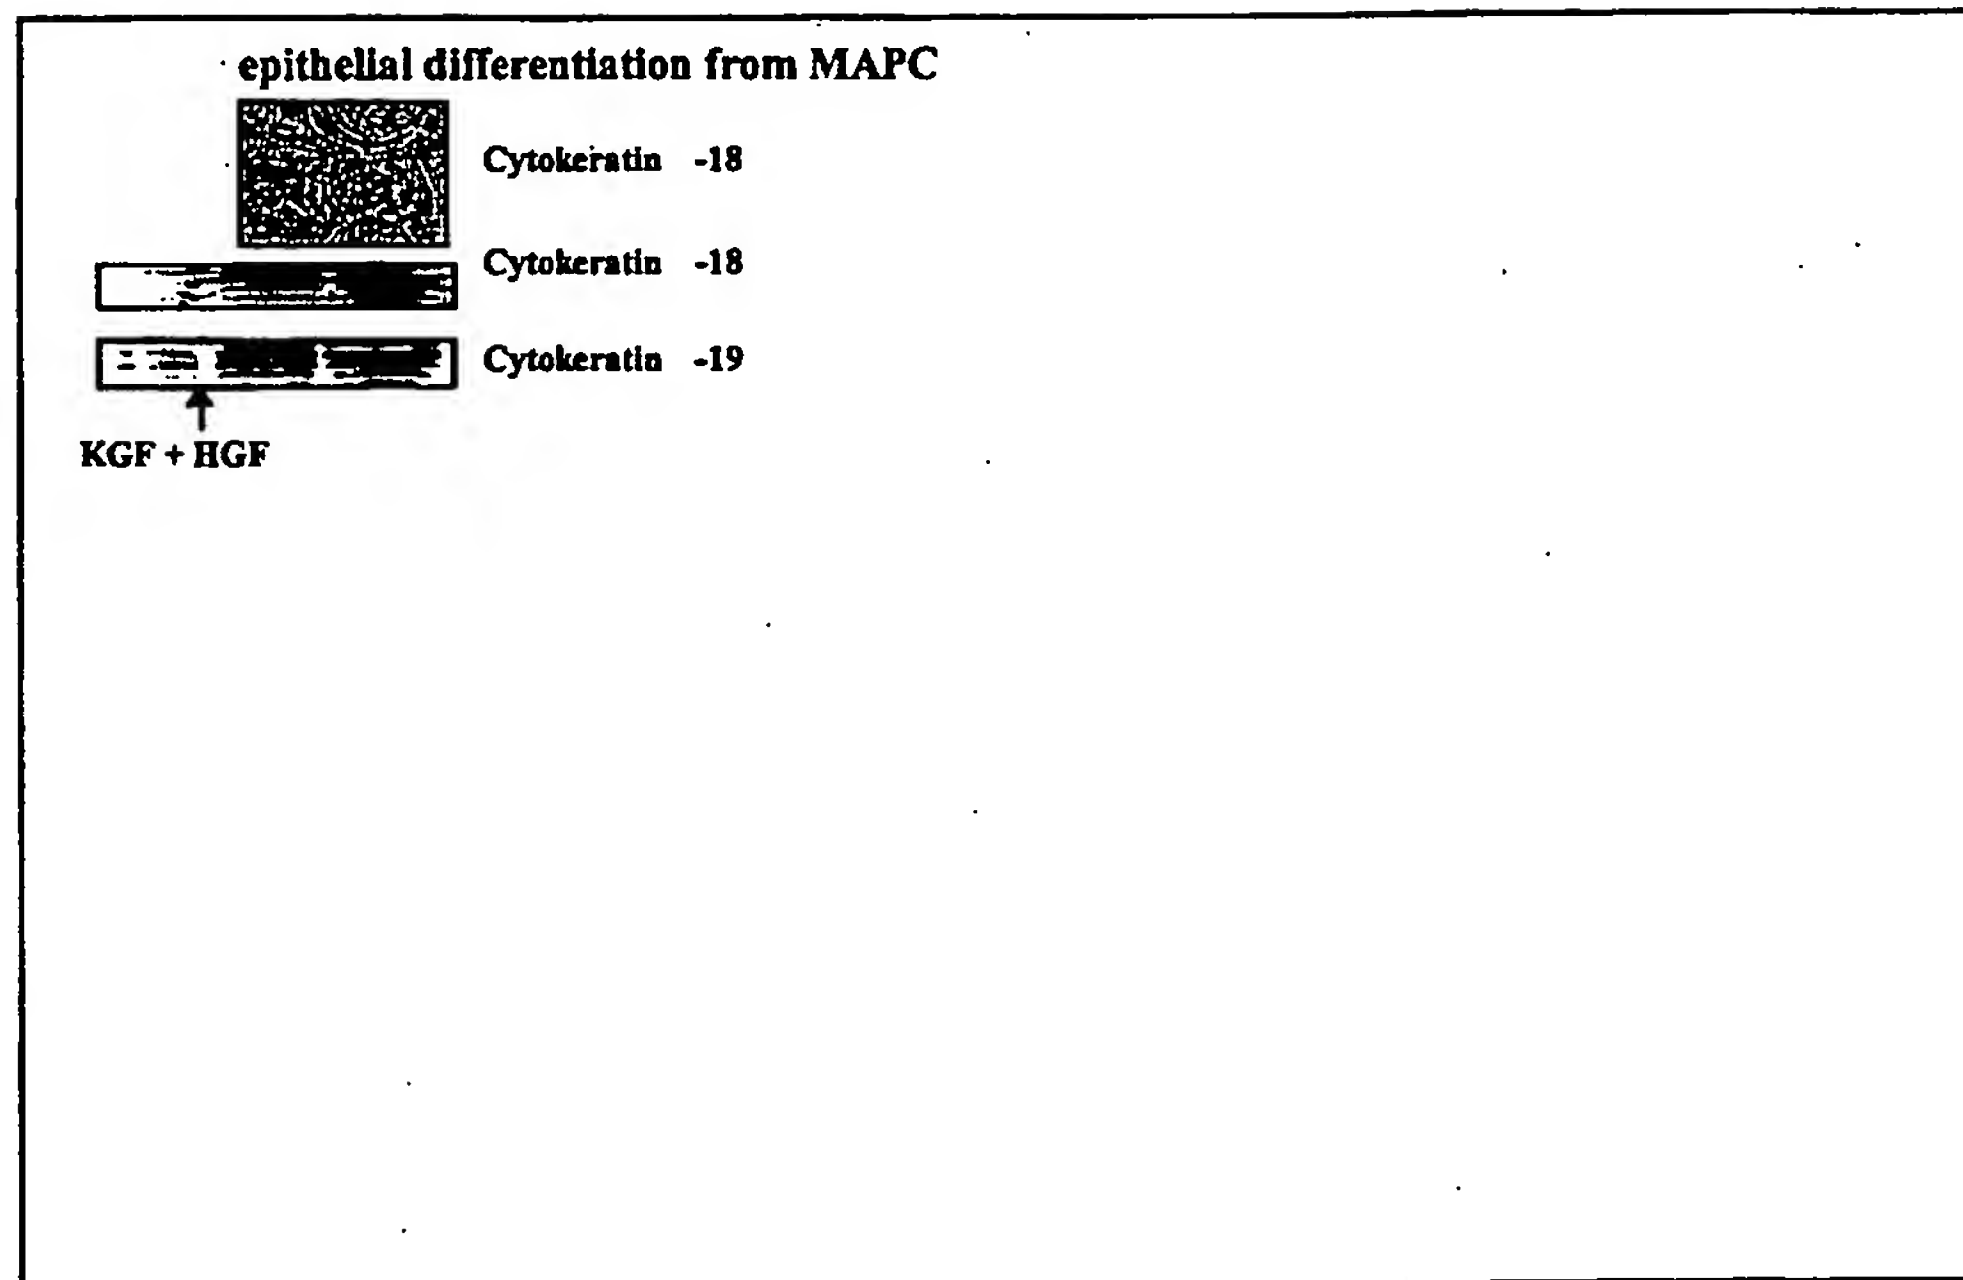 epithelial differentiation from MAPC
Cytokeratin -18
Cytokeratin -18
Cytokeratin -19
KGF + HGF